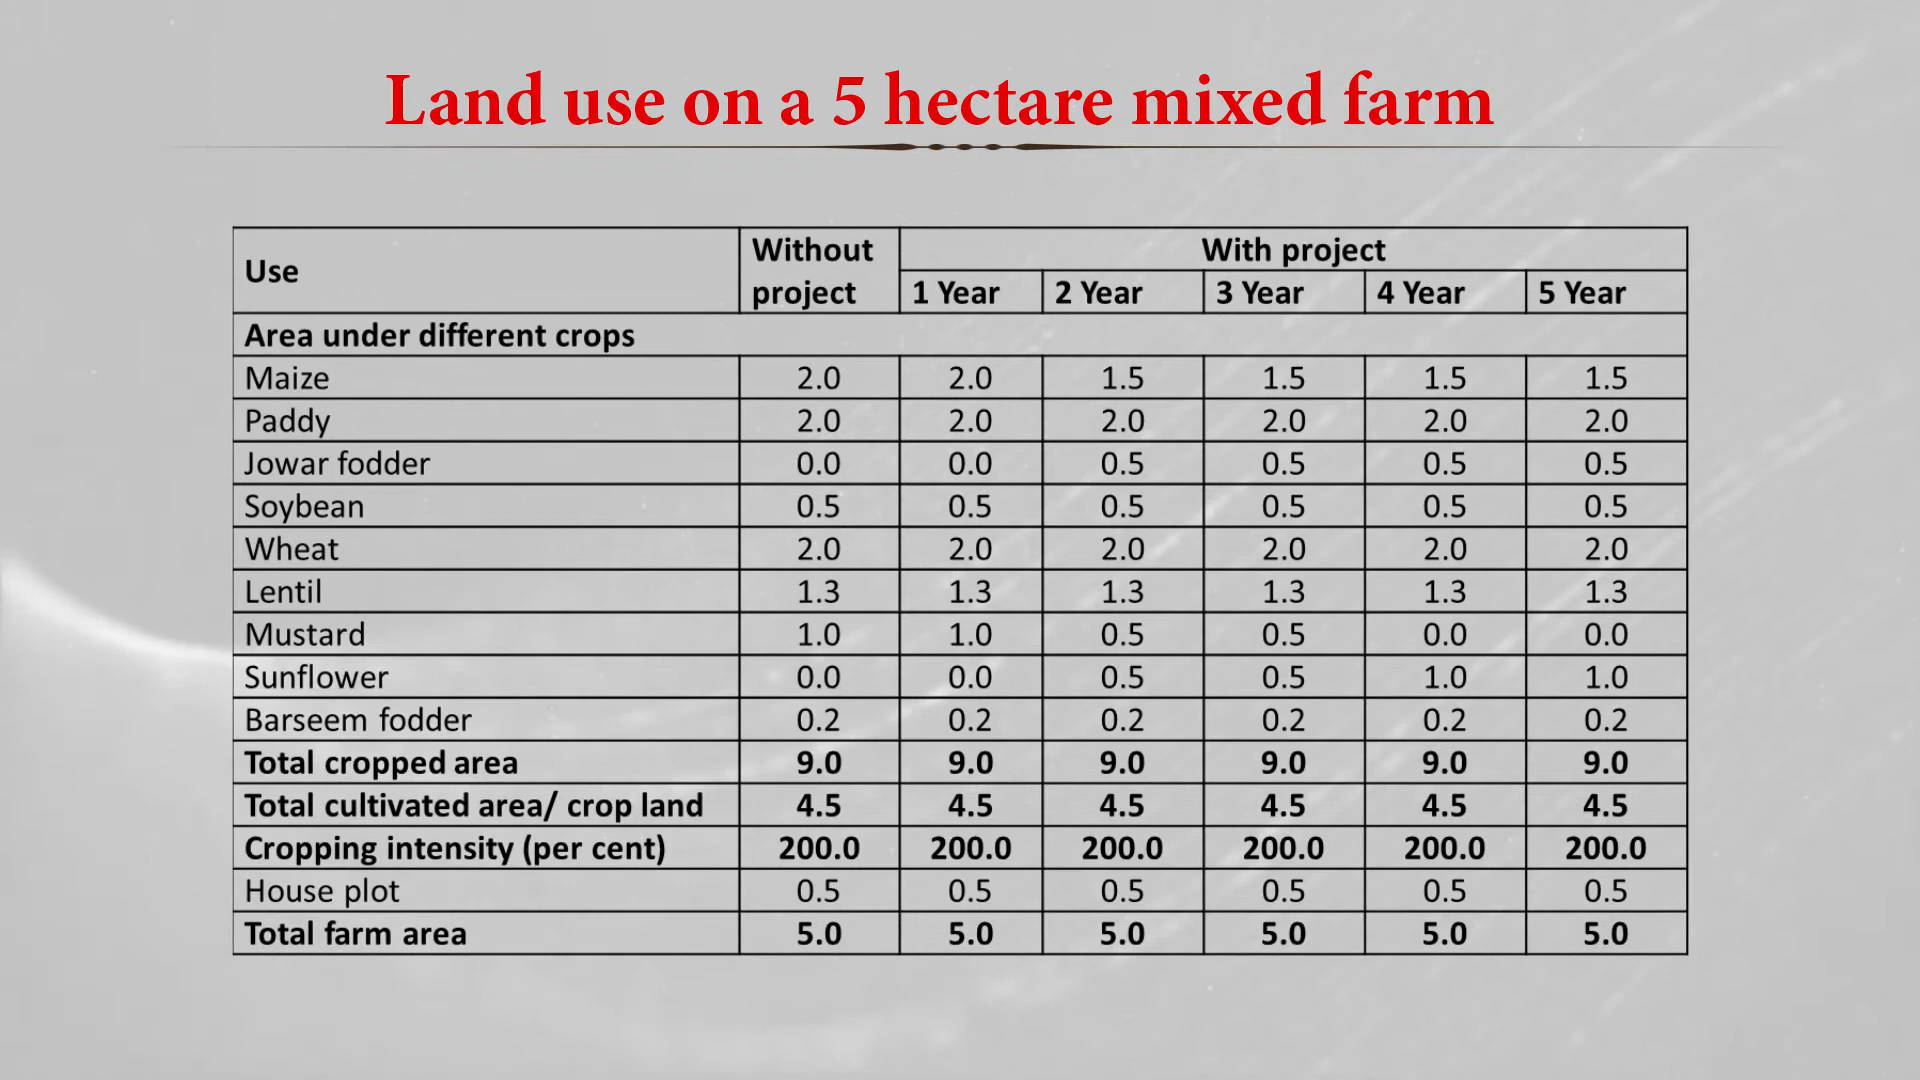 Land use on a 5 hectare mixed farm
Use Without project With project
1 Year 2 Year 3 Year 4 Year 5 Year
Area under different crops
Maize 2.0 2.0 1.5 1.5 1.5 1.5
Paddy 2.0 2.0 2.0 2.0 2.0 2.0
Jowar fodder 0.0 0.0 0.5 0.5 0.5 0.5
Soybean 0.5 0.5 0.5 0.5 0.5 0.5
Wheat 2.0 2.0 2.0 2.0 2.0 2.0
Lentil 1.3 1.3 1.3 1.3 1.3 1.3
Mustard 1.0 1.0 0.5 0.5 0.0 0.0
Sunflower 0.0 0.0 0.5 0.5 1.0 1.0
Barseem fodder 0.2 0.2 0.2 0.2 0.2 0.2
Total cropped area 9.0 9.0 9.0 9.0 9.0 9.0
Total cultivated area/ crop land 4.5 4.5 4.5 4.5 4.5 4.5
Cropping intensity (per cent) 200.0 200.0 200.0 200.0 200.0 200.0
House plot 0.5 0.5 0.5 0.5 0.5 0.5
Total farm area 5.0 5.0 5.0 5.0 5.0 5.0